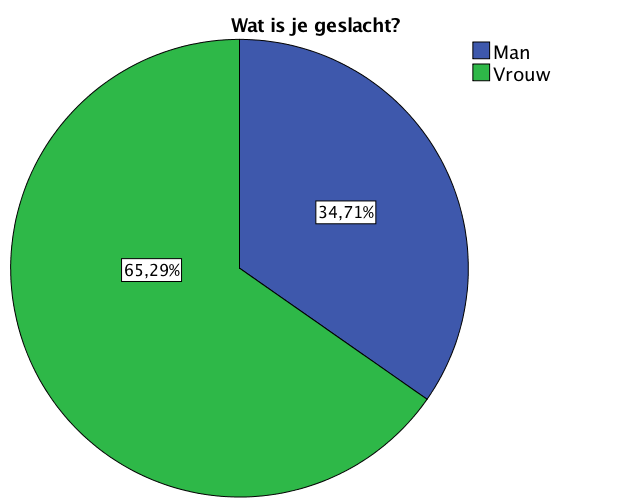 Wat is je geslacht?
Man
Vrouw
34,71%
65,29%